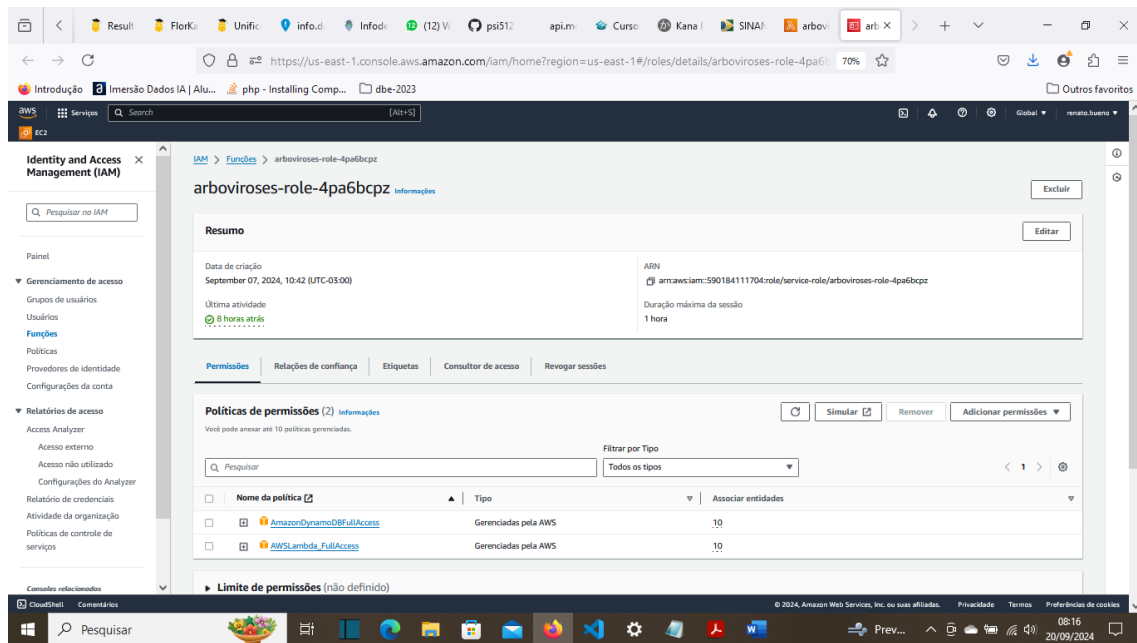 Result
FlorKa
Unific
info.d
Infode
(12) W
psi512
api.m
Curso
Kana F
SINAN
arbovi
arb
https://us-east-1.console.aws.amazon.com/iam/home?region=us-east-1#/roles/details/arboviroses-role-4pa6l
70%
Introdução
Imersão Dados IA | Alu...
php - Installing Comp...
dbe-2023
Outros favoritos
aws
Serviços
Search
[Alt+S]
Global
renato.bueno
EC2
Identity and Access
Management (IAM)
Pesquisar no IAM
Painel
Gerenciamento de acesso
Grupos de usuários
Usuários
Funções
Políticas
Provedores de identidade
Configurações da conta
Relatórios de acesso
Access Analyzer
Acesso externo
Acesso não utilizado
Configurações do Analyzer
Relatório de credenciais
Atividade da organização
Políticas de controle de
serviços
Consoles relacionados
IAM > Funções > arboviroses-role-4pa6bcpz
arboviroses-role-4pa6bcpz Informações
Excluir
Resumo
Editar
Data de criação
September 07, 2024, 10:42 (UTC-03:00)
ARN
arn:aws:iam::590184111704:role/service-role/arboviroses-role-4pa6bcpz
Última atividade
8 horas atrás
Duração máxima da sessão
1 hora
Permissões
Relações de confiança
Etiquetas
Consultor de acesso
Revogar sessões
Políticas de permissões (2) Informações
Simular
Remover
Adicionar permissões
Você pode anexar até 10 políticas gerenciadas.
Filtrar por Tipo
Pesquisar
Todos os tipos
1
Nome da política
Tipo
Associar entidades
AmazonDynamoDBFullAccess
Gerenciadas pela AWS
10
AWSLambda_FullAccess
Gerenciadas pela AWS
10
Limite de permissões (não definido)
CloudShell
Comentários
© 2024, Amazon Web Services, Inc. ou suas afiliadas.
Privacidade
Termos
Preferências de cookies
Pesquisar
Prev...
08:16
20/09/2024